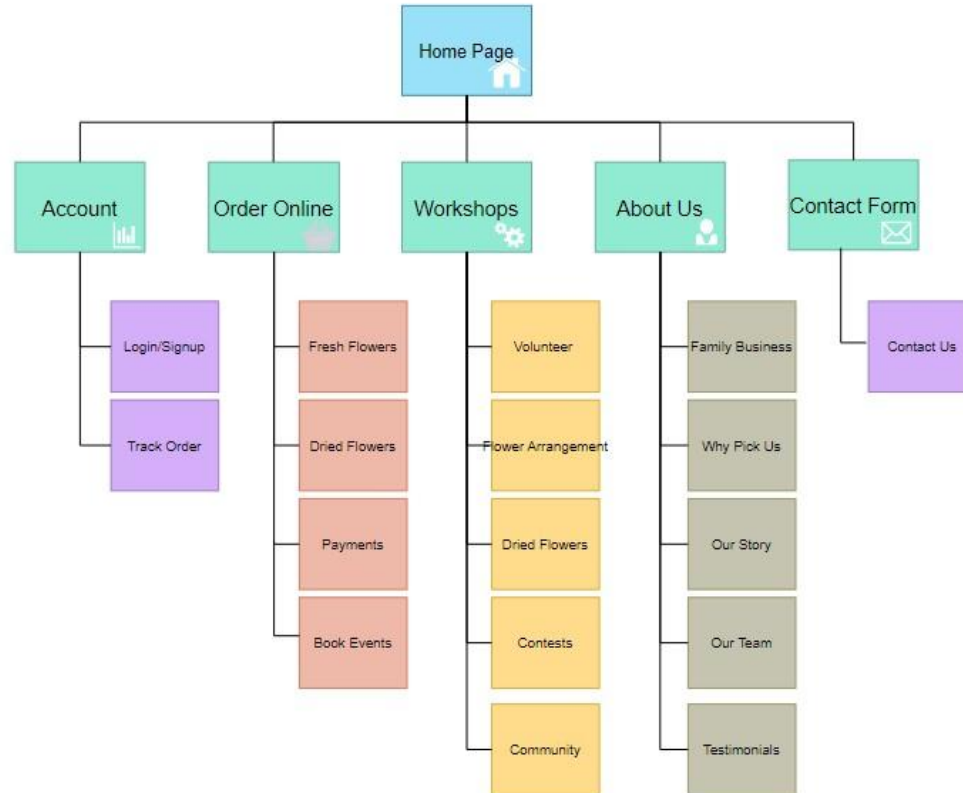 Home Page
Account
Order Online
Workshops
About Us
Contact Form
Login/Signup
Track Order
Fresh Flowers
Dried Flowers
Payments
Book Events
Volunteer
Flower Arrangement
Dried Flowers
Contests
Community
Family Business
Why Pick Us
Our Story
Our Team
Testimonials
Contact Us